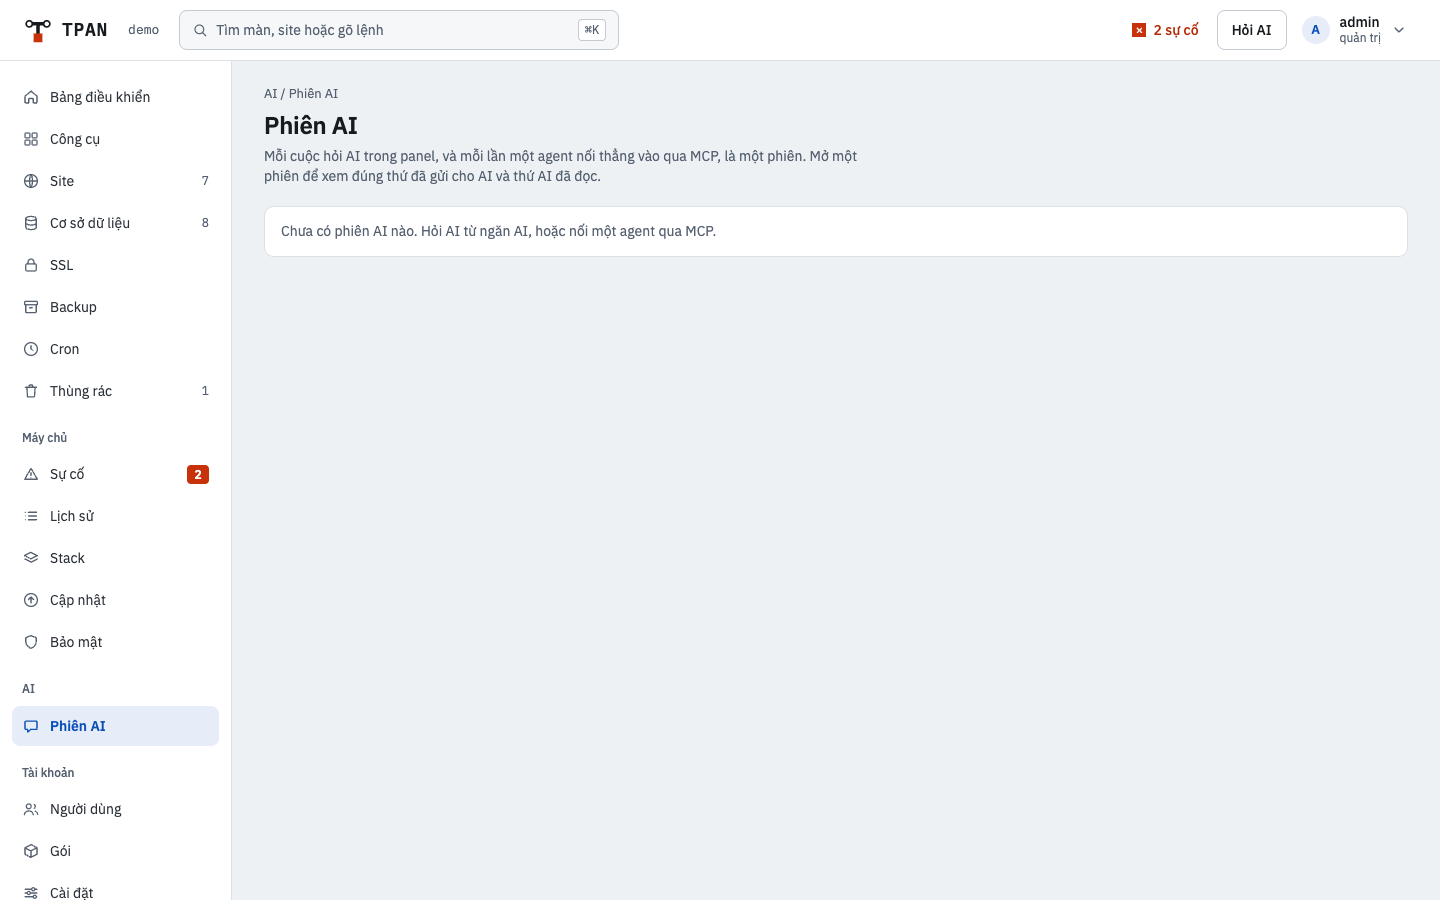 TPAN
demo
Tìm màn, site hoặc gõ lệnh
⌘K
2 sự cố
Hỏi AI
A
admin
quản trị
Bảng điều khiển
Công cụ
Site 7
Cơ sở dữ liệu 8
SSL
Backup
Cron
Thùng rác 1
Máy chủ
Sự cố 2
Lịch sử
Stack
Cập nhật
Bảo mật
AI
Phiên AI
Tài khoản
Người dùng
Gói
Cài đặt
AI / Phiên AI
Phiên AI
Mỗi cuộc hỏi AI trong panel, và mỗi lần một agent nối thẳng vào qua MCP, là một phiên. Mở một
phiên để xem đúng thứ đã gửi cho AI và thứ AI đã đọc.
Chưa có phiên AI nào. Hỏi AI từ ngăn AI, hoặc nối một agent qua MCP.